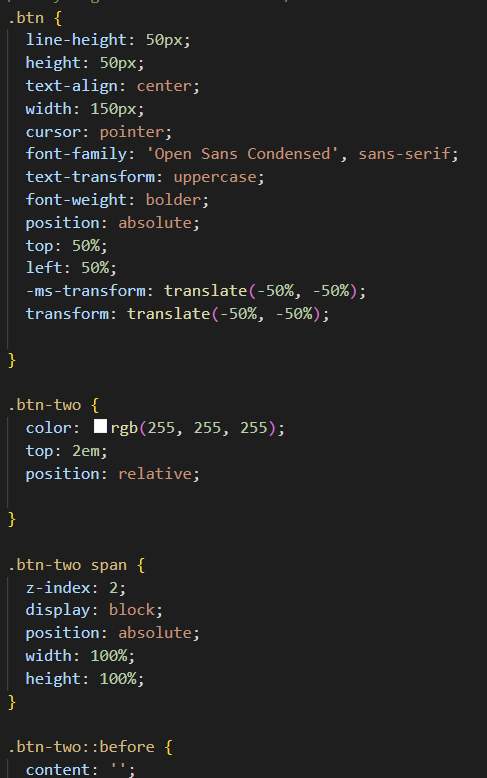 .btn {
line-height: 50px;
height: 50px;
text-align: center;
width: 150px;
cursor: pointer;
font-family: 'Open Sans Condensed', sans-serif;
text-transform: uppercase;
font-weight: bolder;
position: absolute;
top: 50%;
left: 50%;
-ms-transform: translate(-50%, -50%);
transform: translate(-50%, -50%);
}
.btn-two {
color: rgb(255, 255, 255);
top: 2em;
position: relative;
}
.btn-two span {
z-index: 2;
display: block;
position: absolute;
width: 100%;
height: 100%;
}
.btn-two::before {
content: '';